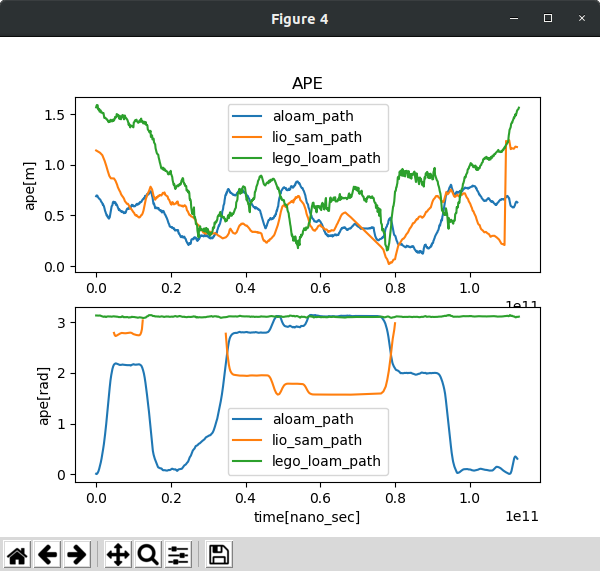 Figure 4
APE
1.5
1.0
0.5
0.0
ape[m]
aloam_path
lio_sam_path
lego_loam_path
0.0 0.2 0.4 0.6 0.8 1.0
1e11
3
2
1
0
ape[rad]
aloam_path
lio_sam_path
lego_loam_path
0.0 0.2 0.4 0.6 0.8 1.0
time[nano_sec]
1e11